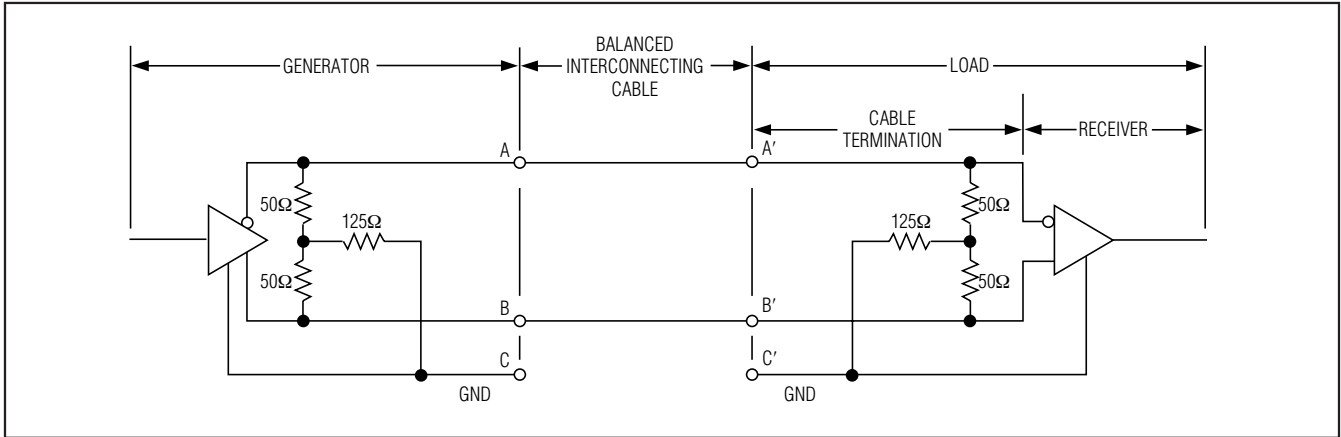 GENERATOR
BALANCED
INTERCONNECTING
CABLE
LOAD
CABLE
TERMINATION
RECEIVER
A
A′
50Ω
125Ω
50Ω
125Ω
50Ω
50Ω
B
B′
C
C′
GND
GND